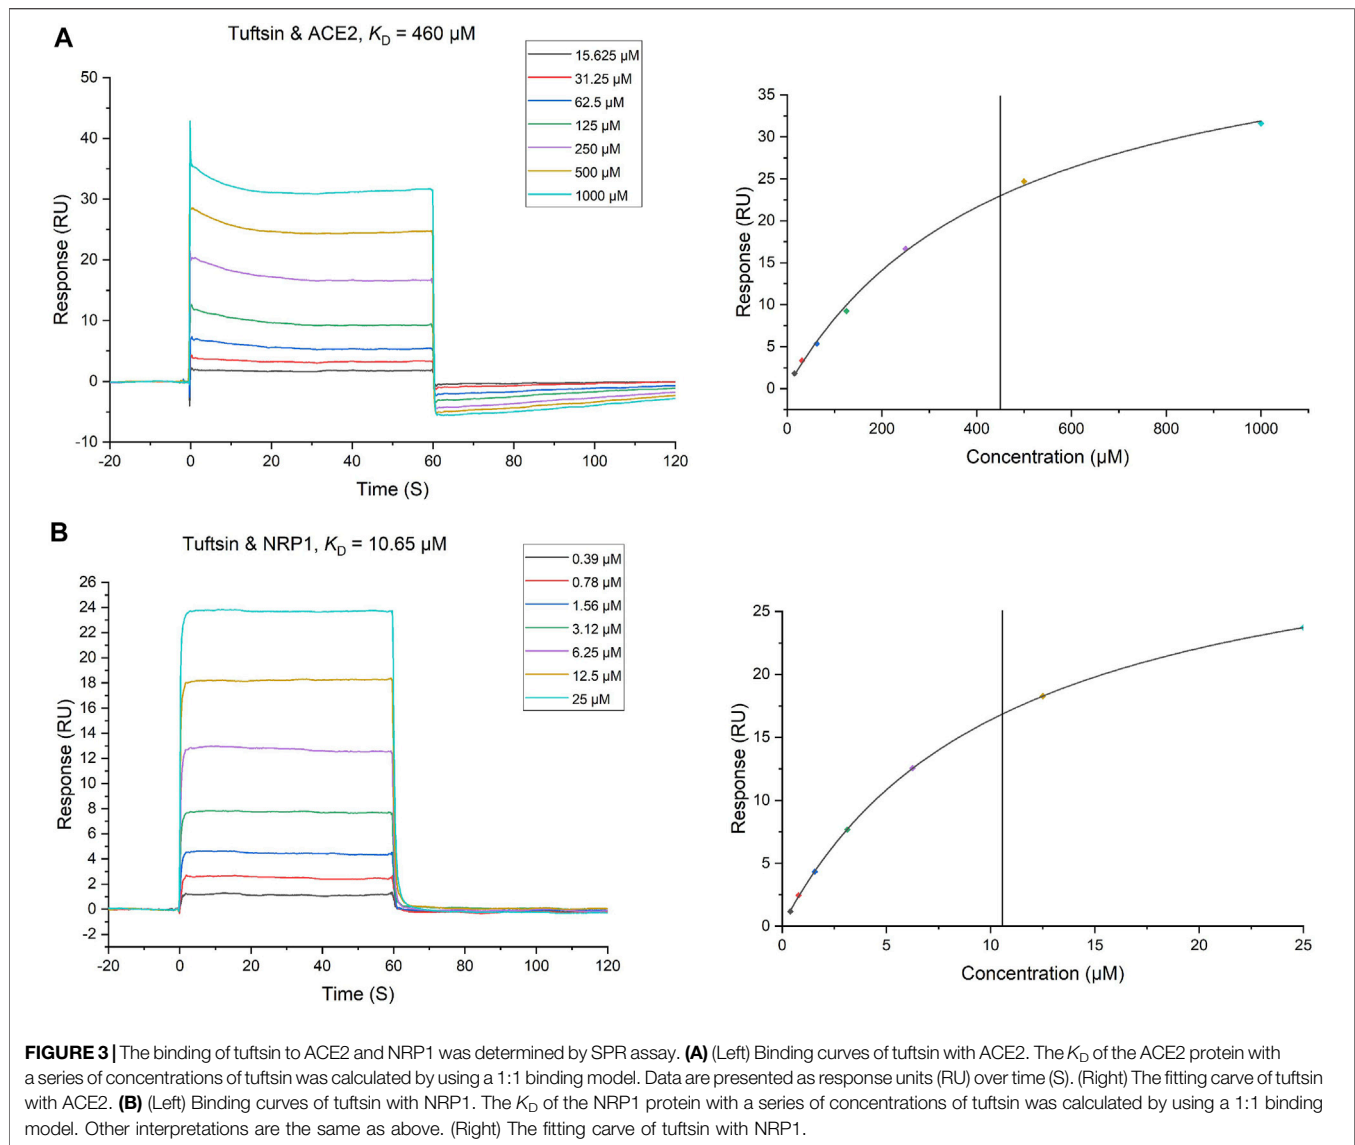 A
Tuftsin & ACE2, KD = 460 μM
15.625 μM
31.25 μM
62.5 μM
125 μM
250 μM
500 μM
1000 μM
50
40
30
20
10
0
-10
Response (RU)
-20
0
20
40
60
80
100
120
Time (S)
35
30
25
20
15
10
5
0
Response (RU)
0
200
400
600
800
1000
Concentration (μM)
B
Tuftsin & NRP1, KD = 10.65 μM
0.39 μM
0.78 μM
1.56 μM
3.12 μM
6.25 μM
12.5 μM
25 μM
26
24
22
20
18
16
14
12
10
8
6
4
2
0
-2
Response (RU)
-20
0
20
40
60
80
100
120
Time (S)
25
20
15
10
5
0
Response (RU)
0
5
10
15
20
25
Concentration (μM)
FIGURE 3 | The binding of tuftsin to ACE2 and NRP1 was determined by SPR assay. (A) (Left) Binding curves of tuftsin with ACE2. The KD of the ACE2 protein with
a series of concentrations of tuftsin was calculated by using a 1:1 binding model. Data are presented as response units (RU) over time (S). (Right) The fitting carve of tuftsin
with ACE2. (B) (Left) Binding curves of tuftsin with NRP1. The KD of the NRP1 protein with a series of concentrations of tuftsin was calculated by using a 1:1 binding
model. Other interpretations are the same as above. (Right) The fitting carve of tuftsin with NRP1.